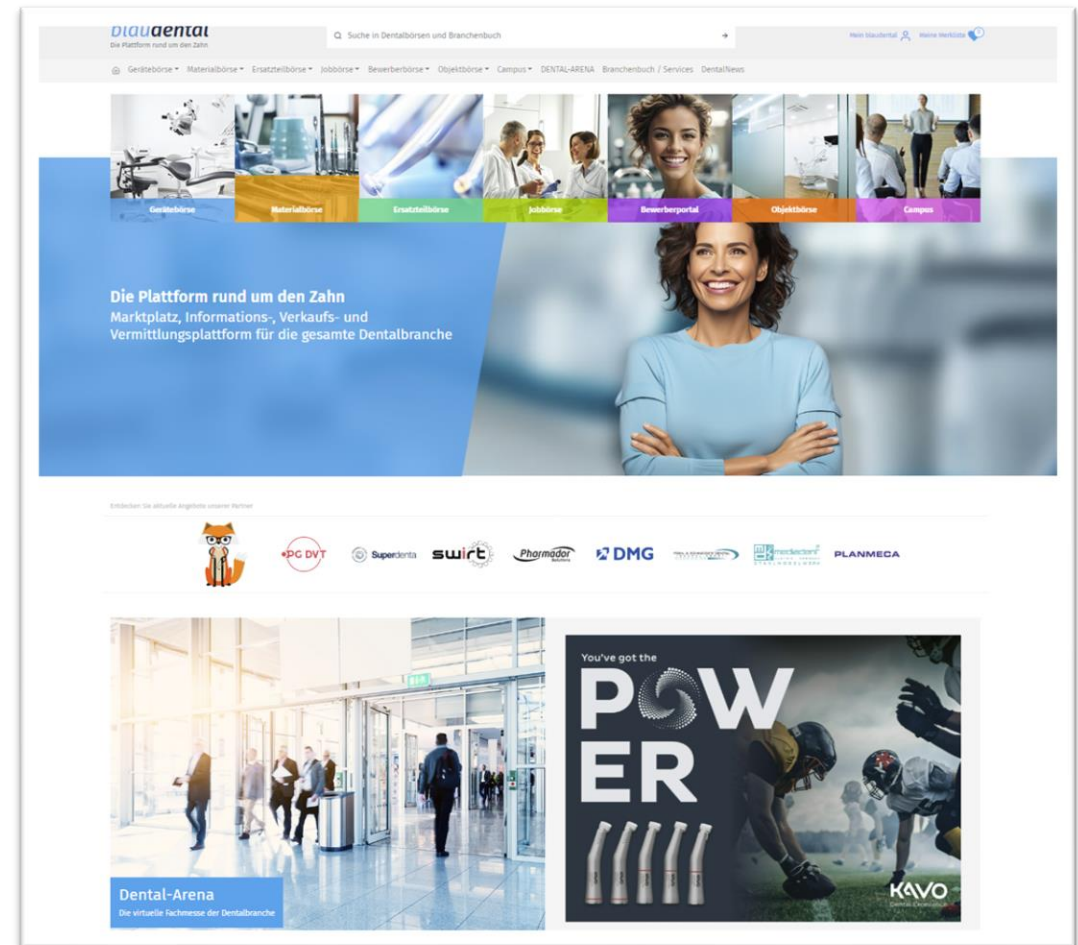 blaudental
Die Plattform rund um den Zahn
Suche in Dentalbörsen und Branchenbuch
Mein blaudental
Meine Merkliste
Gerätebörse
Materialbörse
Ersatzteilbörse
Jobbörse
Bewerberbörse
Objektbörse
Campus
DENTAL-ARENA
Branchenbuch / Services
DentalNews
Gerätebörse
Materialbörse
Ersatzteilbörse
Jobbörse
Bewerberportal
Objektbörse
Campus
Die Plattform rund um den Zahn
Marktplatz, Informations-, Verkaufs- und
Vermittlungsplattform für die gesamte Dentalbranche
Entdecken Sie aktuelle Angebote unserer Partner
PG DVT
Superdenta
swirt
Pharmador
Solutions
DMG
mediadent
PLANMECA
Dental-Arena
Die virtuelle Fachmesse der Dentalbranche
You've got the
POW
ER
KAVO
Dental Excellence